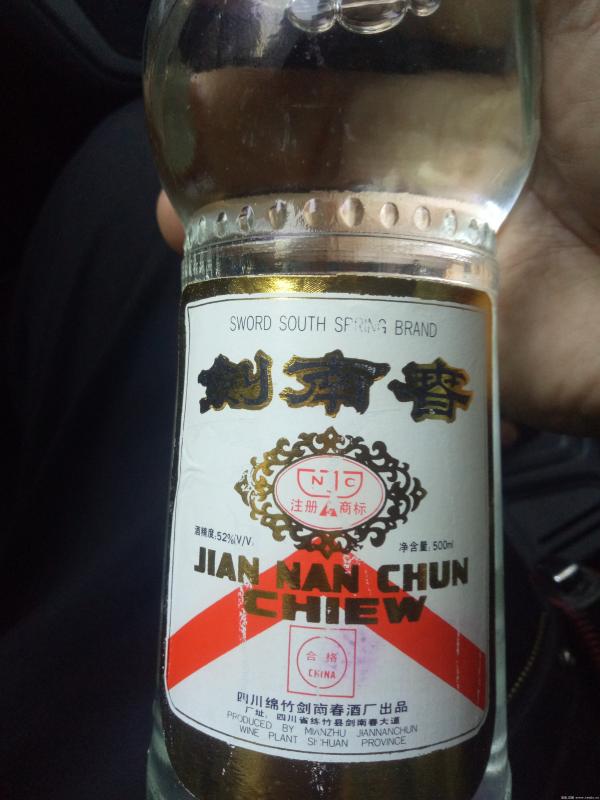 SWORD SOUTH SPRING BRAND
剑南春
N C
注册 商标
酒精度:52%(V/V)
净含量:500ml
JIAN NAN CHUN
CHIEW
合格
CHINA
四川绵竹剑南春酒厂出品
厂址:四川省绵竹县剑南春大道
PRODUCED BY MIANZHU JIANNANCHUN
WINE PLANT SICHUAN PROVINCE